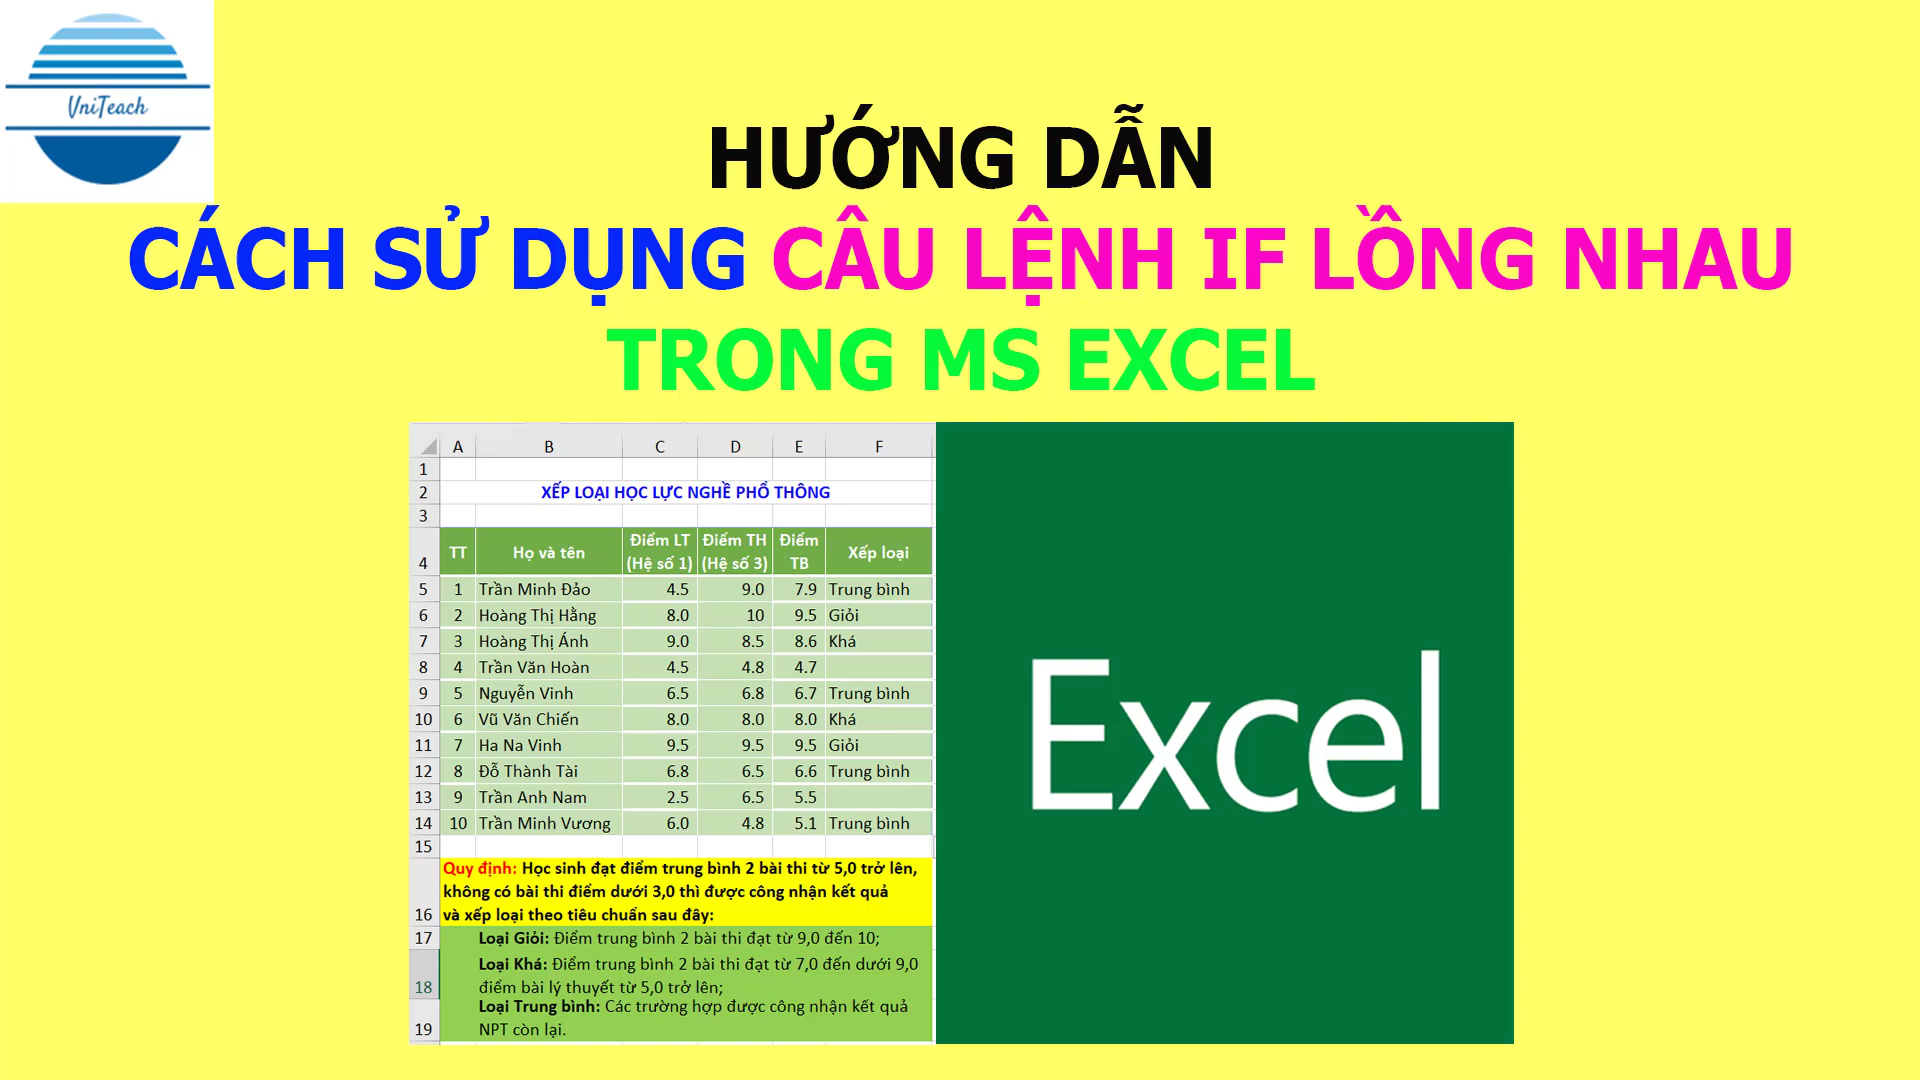 VniTeach
HƯỚNG DẪN
CÁCH SỬ DỤNG CÂU LỆNH IF LỒNG NHAU
TRONG MS EXCEL
A B C D E F
1
2 XẾP LOẠI HỌC LỰC NGHỀ PHỔ THÔNG
3
4 TT Họ và tên Điểm LT (Hệ số 1) Điểm TH (Hệ số 3) Điểm TB Xếp loại
5 1 Trần Minh Đảo 4.5 9.0 7.9 Trung bình
6 2 Hoàng Thị Hằng 8.0 10 9.5 Giỏi
7 3 Hoàng Thị Ánh 9.0 8.5 8.6 Khá
8 4 Trần Văn Hoàn 4.5 4.8 4.7
9 5 Nguyễn Vinh 6.5 6.8 6.7 Trung bình
10 6 Vũ Văn Chiến 8.0 8.0 8.0 Khá
11 7 Ha Na Vinh 9.5 9.5 9.5 Giỏi
12 8 Đỗ Thành Tài 6.8 6.5 6.6 Trung bình
13 9 Trần Anh Nam 2.5 6.5 5.5
14 10 Trần Minh Vương 6.0 4.8 5.1 Trung bình
15
Quy định: Học sinh đạt điểm trung bình 2 bài thi từ 5,0 trở lên,
không có bài thi điểm dưới 3,0 thì được công nhận kết quả
16 và xếp loại theo tiêu chuẩn sau đây:
17 Loại Giỏi: Điểm trung bình 2 bài thi đạt từ 9,0 đến 10;
Loại Khá: Điểm trung bình 2 bài thi đạt từ 7,0 đến dưới 9,0
18 điểm bài lý thuyết từ 5,0 trở lên;
Loại Trung bình: Các trường hợp được công nhận kết quả
19 NPT còn lại.
Excel